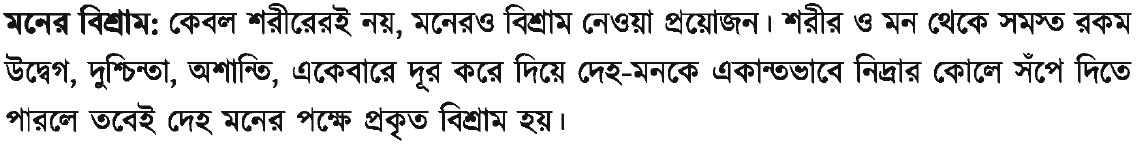 মনের বিশ্রাম: কেবল শরীরেরই নয়, মনেরও বিশ্রাম নেওয়া প্রয়োজন। শরীর ও মন থেকে সমস্ত রকম
উদ্বেগ, দুশ্চিন্তা, অশান্তি, একেবারে দূর করে দিয়ে দেহ-মনকে একান্তভাবে নিদ্রার কোলে সঁপে দিতে
পারলে তবেই দেহ মনের পক্ষে প্রকৃত বিশ্রাম হয়।